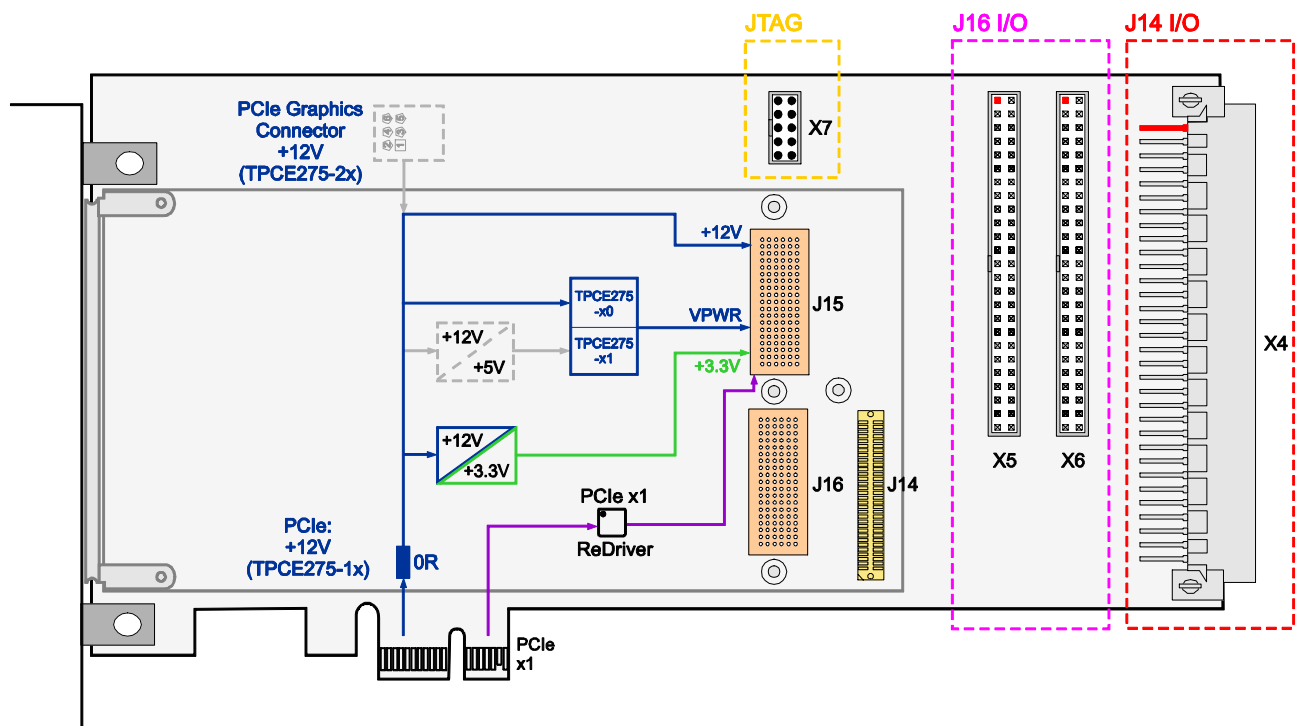 JTAG
J16 I/O
J14 I/O
PCIe Graphics
Connector
+12V
(TPCE275-2x)
X7
+12V
TPCE275
-x0
VPWR
J15
TPCE275
-x1
+12V
+5V
+3.3V
X4
+12V
+3.3V
X5
X6
J16
J14
PCIe x1
ReDriver
PCIe:
+12V
(TPCE275-1x)
0R
PCIe
x1